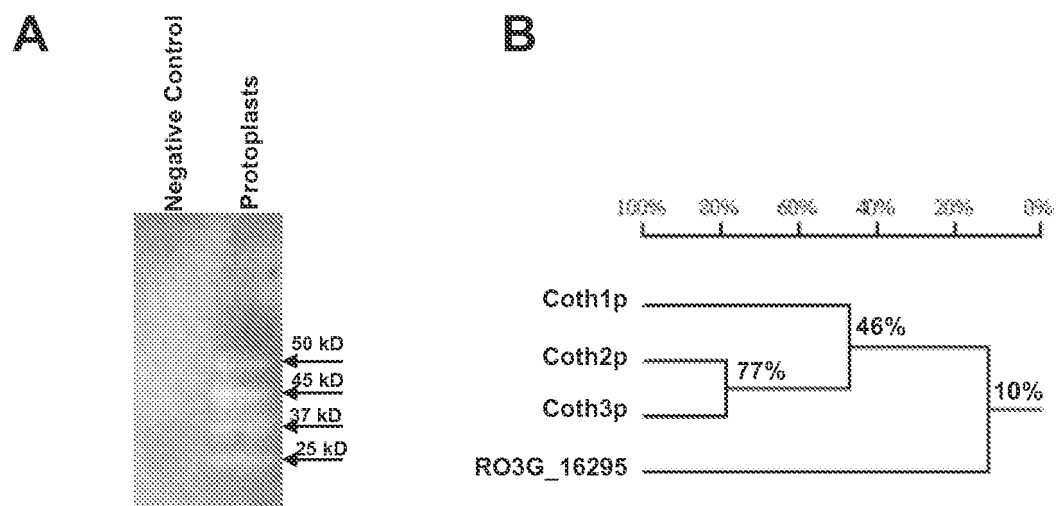 A
B
Negative Control
Protoplasts
50 kD
45 kD
37 kD
25 kD
100% 80% 60% 40% 20% 0%
Coth1p
46%
Coth2p
77%
Coth3p
10%
RO3G_16295